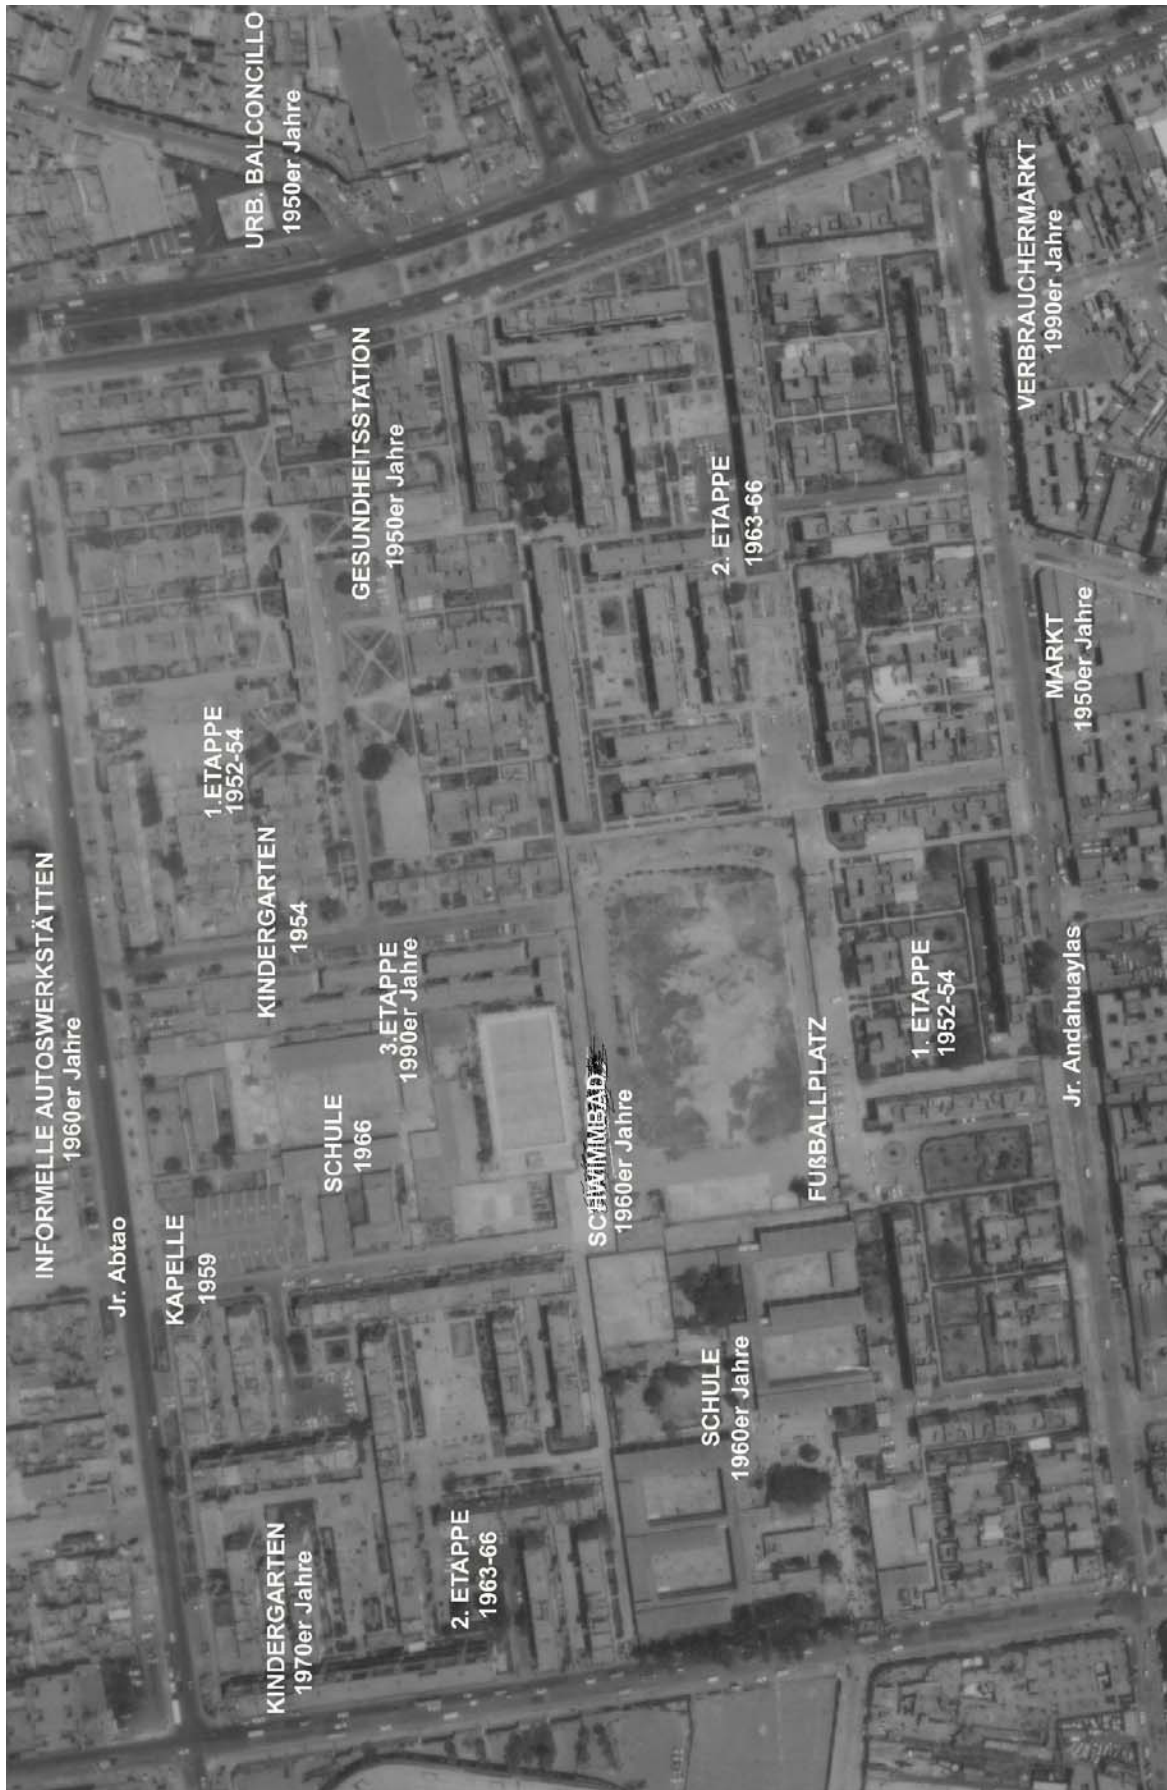 INFORMELLE AUTOSWERKSTÄTTEN
1960er Jahre
Jr. Abtao
KAPELLE
1959
1.ETAPPE
1952-54
URB. BALCONCILLO
1950er Jahre
KINDERGARTEN
1954
KINDERGARTEN
1970er Jahre
SCHULE
1966
GESUNDHEITSSTATION
1950er Jahre
3.ETAPPE
1990er Jahre
2. ETAPPE
1963-66
SCHWIMMBAD
1960er Jahre
SCHULE
1960er Jahre
2. ETAPPE
1963-66
FUßBALLPLATZ
1. ETAPPE
1952-54
VERBRAUCHERMARKT
1990er Jahre
MARKT
1950er Jahre
Jr. Andahuaylas